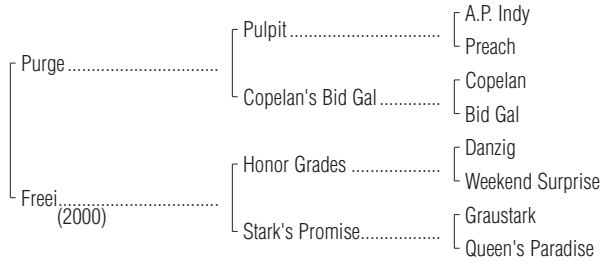 A.P. Indy
Pulpit
Preach
Purge
Copelan
Copelan's Bid Gal
Bid Gal
Danzig
Honor Grades
Weekend Surprise
Freei
(2000)
Graustark
Stark's Promise
Queen's Paradise